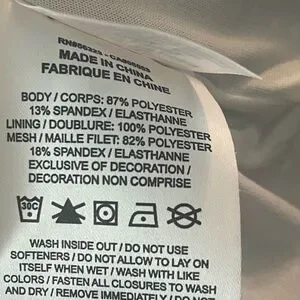 MADE IN CHINA
FABRIQUE EN CHINE
BODY / CORPS: 87% POLYESTER
13% SPANDEX / ELASTHANNE
LINING / DOUBLURE: 100% POLYESTER
MESH / MAILLE FILET: 82% POLYESTER
18% SPANDEX / ELASTHANNE
EXCLUSIVE OF DECORATION /
DECORATION NON COMPRISE
30C
WASH INSIDE OUT / DO NOT USE
SOFTENERS / DO NOT ALLOW TO LAY ON
ITSELF WHEN WET / WASH WITH LIKE
COLORS / FASTEN ALL CLOSURES TO WASH
AND DRY / REMOVE IMMEDIATELY / DO NOT